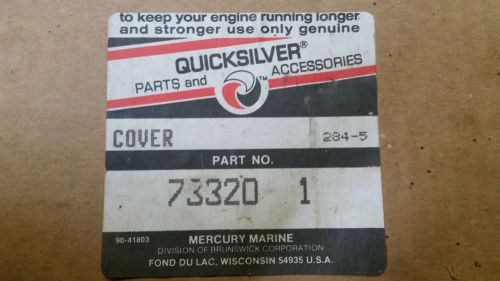 to keep your engine running longer
and stronger use only genuine
QUICKSILVER®
PARTS and ACCESSORIES
TM
COVER 284-5
PART NO.
73320 1
90-41803 MERCURY MARINE
DIVISION OF BRUNSWICK CORPORATION
FOND DU LAC, WISCONSIN 54935 U.S.A.